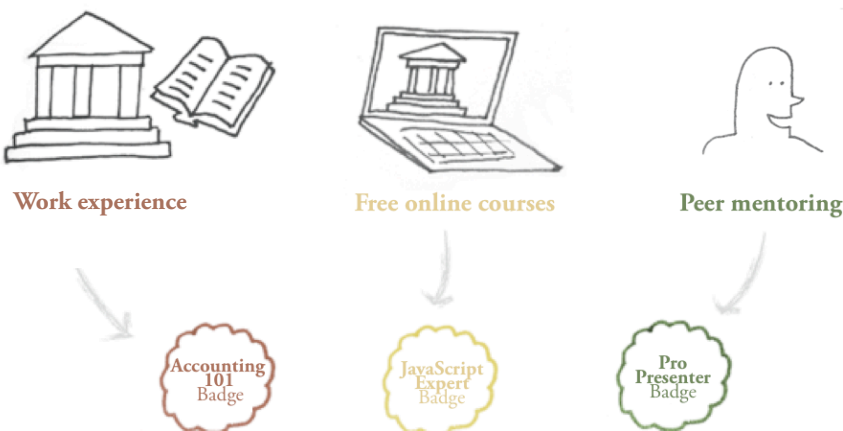 Work experience
Free online courses
Peer mentoring
Accounting
101
Badge
JavaScript
Expert
Badge
Pro
Presenter
Badge